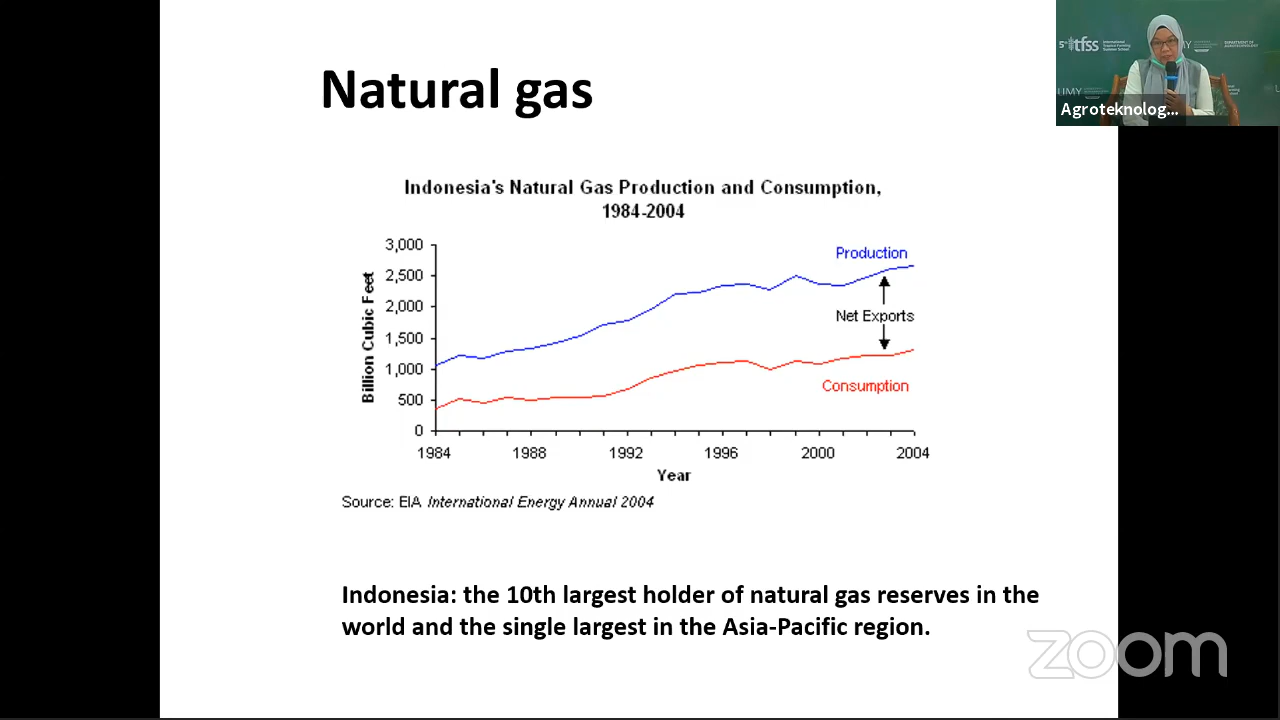 Natural gas
Indonesia's Natural Gas Production and Consumption,
1984-2004
3,000
2,500
2,000
1,500
1,000
500
0
Billion Cubic Feet
Production
Net Exports
Consumption
1984
1988
1992
1996
2000
2004
Year
Source: EIA International Energy Annual 2004
Indonesia: the 10th largest holder of natural gas reserves in the
world and the single largest in the Asia-Pacific region.
tfss
UMY
Agroteknolog...
zoom